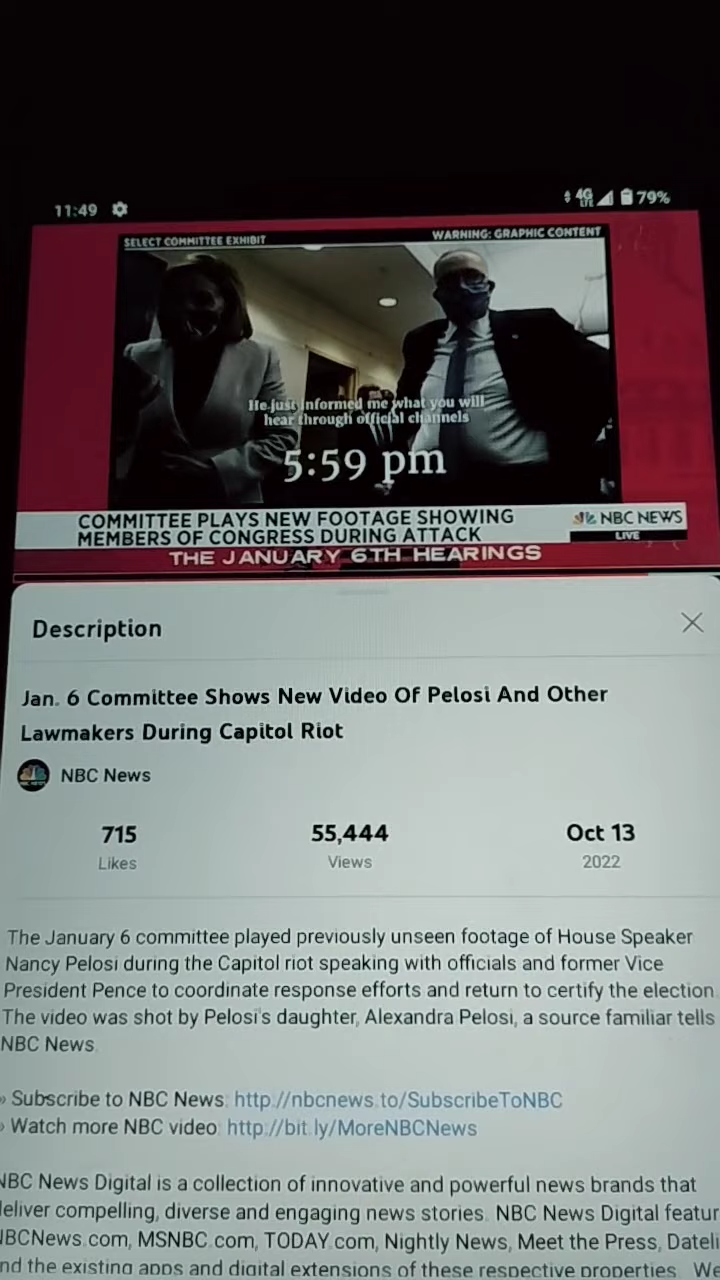 11:49
4G
LTE
79%
SELECT COMMITTEE EXHIBIT
WARNING: GRAPHIC CONTENT
He just informed me what you will
hear through official channels
5:59 pm
COMMITTEE PLAYS NEW FOOTAGE SHOWING
MEMBERS OF CONGRESS DURING ATTACK
NBC NEWS
LIVE
THE JANUARY 6TH HEARINGS
Description
Jan. 6 Committee Shows New Video Of Pelosi And Other
Lawmakers During Capitol Riot
NBC News
715
Likes
55,444
Views
Oct 13
2022
The January 6 committee played previously unseen footage of House Speaker
Nancy Pelosi during the Capitol riot speaking with officials and former Vice
President Pence to coordinate response efforts and return to certify the election.
The video was shot by Pelosi's daughter, Alexandra Pelosi, a source familiar tells
NBC News.
» Subscribe to NBC News: http://nbcnews.to/SubscribeToNBC
» Watch more NBC video: http://bit.ly/MoreNBCNews
NBC News Digital is a collection of innovative and powerful news brands that
deliver compelling, diverse and engaging news stories. NBC News Digital featur
NBCNews.com, MSNBC.com, TODAY.com, Nightly News, Meet the Press, Dateli
nd the existing apps and digital extensions of these respective properties. We